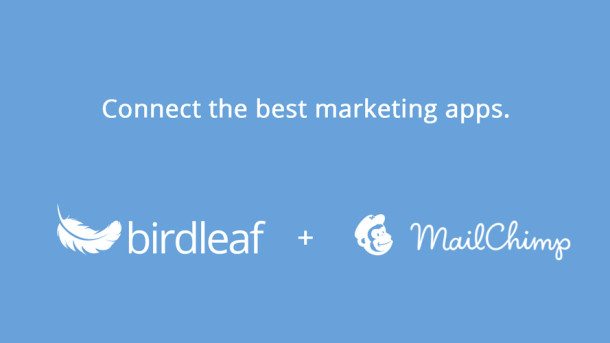 Connect the best marketing apps.
birdleaf + MailChimp